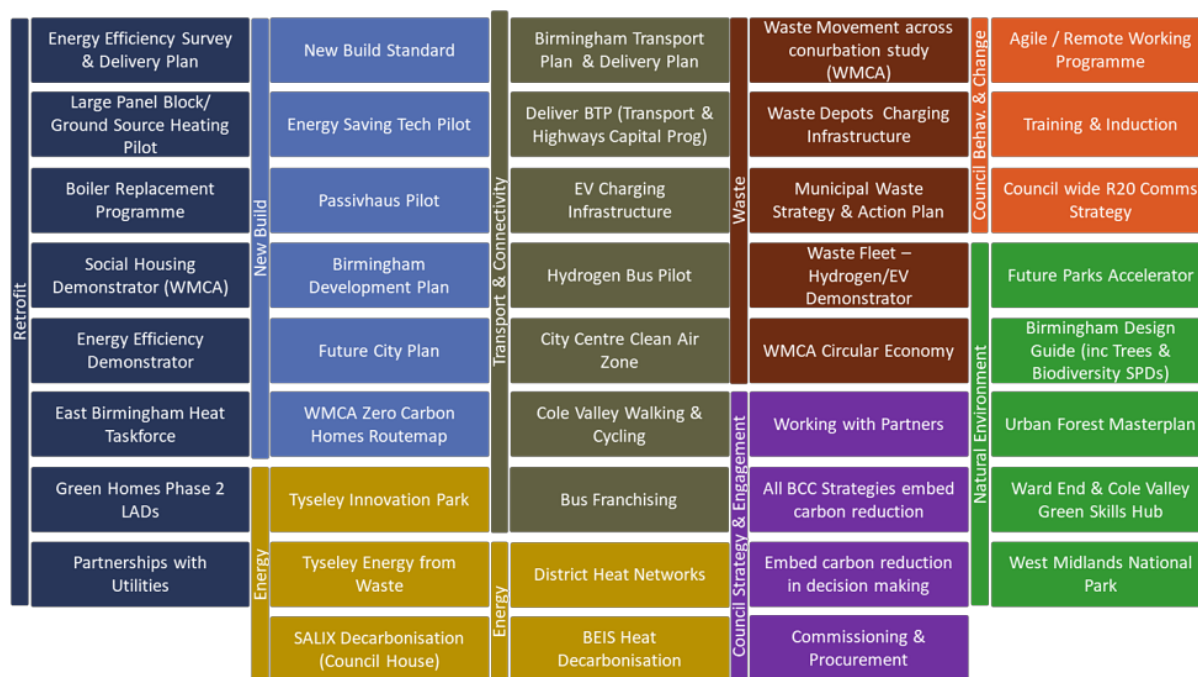 Retrofit
Energy Efficiency Survey
& Delivery Plan
Large Panel Block/
Ground Source Heating
Pilot
Boiler Replacement
Programme
Social Housing
Demonstrator (WMCA)
Energy Efficiency
Demonstrator
East Birmingham Heat
Taskforce
Green Homes Phase 2
LADs
Partnerships with
Utilities
New Build
New Build Standard
Energy Saving Tech Pilot
Passivhaus Pilot
Birmingham
Development Plan
Future City Plan
WMCA Zero Carbon
Homes Routemap
Energy
Tyseley Innovation Park
Tyseley Energy from
Waste
SALIX Decarbonisation
(Council House)
Transport & Connectivity
Birmingham Transport
Plan & Delivery Plan
Deliver BTP (Transport &
Highways Capital Prog)
EV Charging
Infrastructure
Hydrogen Bus Pilot
City Centre Clean Air
Zone
Cole Valley Walking &
Cycling
Bus Franchising
Energy
District Heat Networks
BEIS Heat
Decarbonisation
Waste
Waste Movement across
conurbation study
(WMCA)
Waste Depots Charging
Infrastructure
Municipal Waste
Strategy & Action Plan
Waste Fleet –
Hydrogen/EV
Demonstrator
WMCA Circular Economy
Council Strategy & Engagement
Working with Partners
All BCC Strategies embed
carbon reduction
Embed carbon reduction
in decision making
Commissioning &
Procurement
Council Behav. & Change
Agile / Remote Working
Programme
Training & Induction
Council wide R20 Comms
Strategy
Natural Environment
Future Parks Accelerator
Birmingham Design
Guide (inc Trees &
Biodiversity SPDs)
Urban Forest Masterplan
Ward End & Cole Valley
Green Skills Hub
West Midlands National
Park